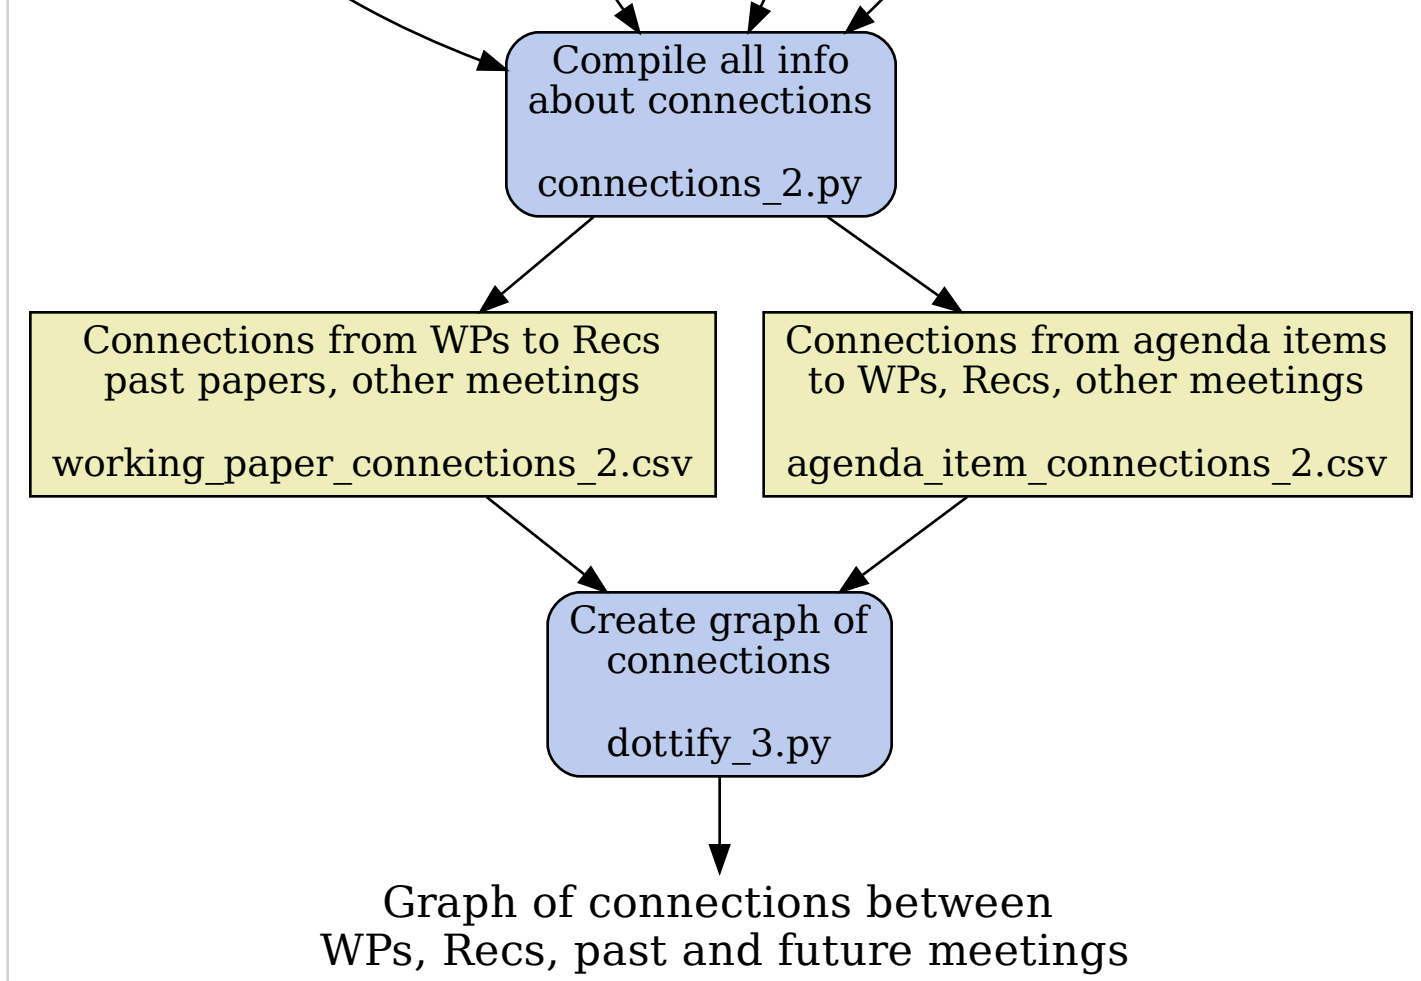 Compile all info
about connections
connections_2.py
Connections from WPs to Recs
past papers, other meetings
working_paper_connections_2.csv
Connections from agenda items
to WPs, Recs, other meetings
agenda_item_connections_2.csv
Create graph of
connections
dottify_3.py
Graph of connections between
WPs, Recs, past and future meetings